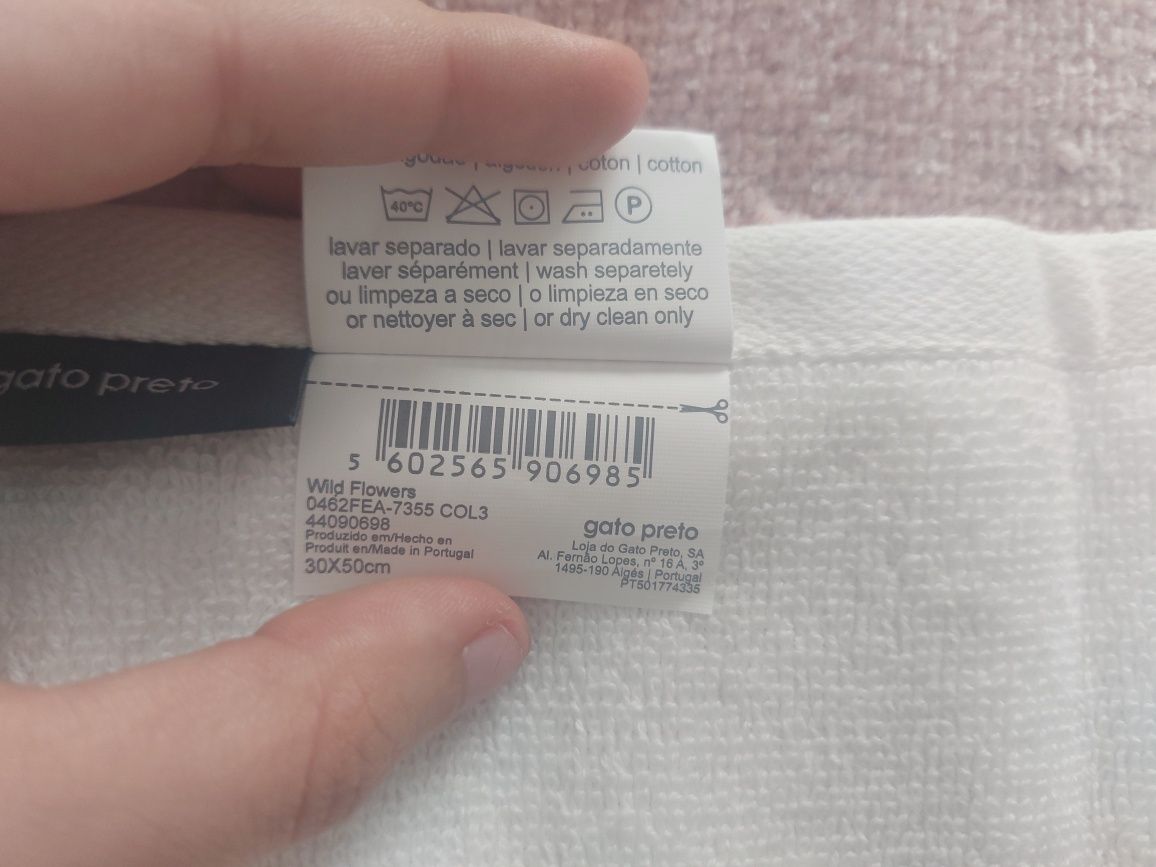 coton | cotton
40°C
P
lavar separado | lavar separadamente
laver séparément | wash separetely
ou limpeza a seco | o limpieza en seco
or nettoyer à sec | or dry clean only
gato preto
5 602565 906985
Wild Flowers
0462FEA-7355 COL3
44090698
Produzido em/Hecho en
Produit en/Made in Portugal
30X50cm
gato preto
Loja do Gato Preto, SA
Al. Fernão Lopes, nº 16 A, 3º
1495-190 Algés | Portugal
PT501774335